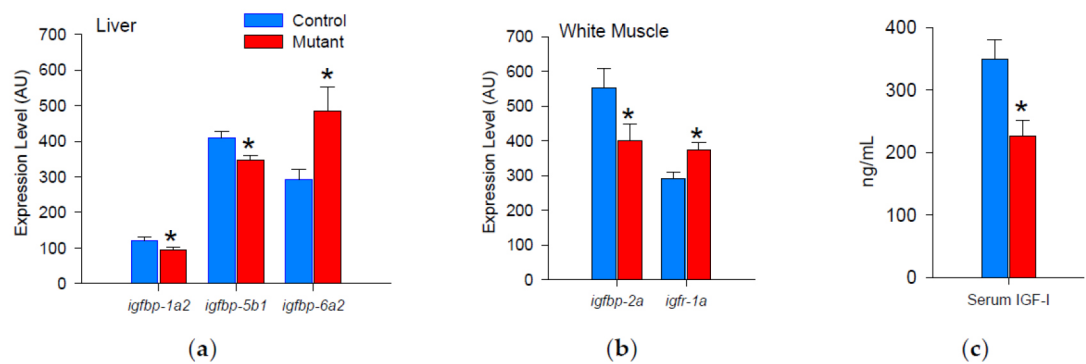 Liver
Control
Mutant
Expression Level (AU)
700
600
500
400
300
200
100
0
*
*
*
igfbp-1a2 igfbp-5b1 igfbp-6a2
(a)
White Muscle
Expression Level (AU)
700
600
500
400
300
200
100
0
*
*
igfbp-2a igfr-1a
(b)
ng/mL
400
300
200
100
0
*
Serum IGF-I
(c)